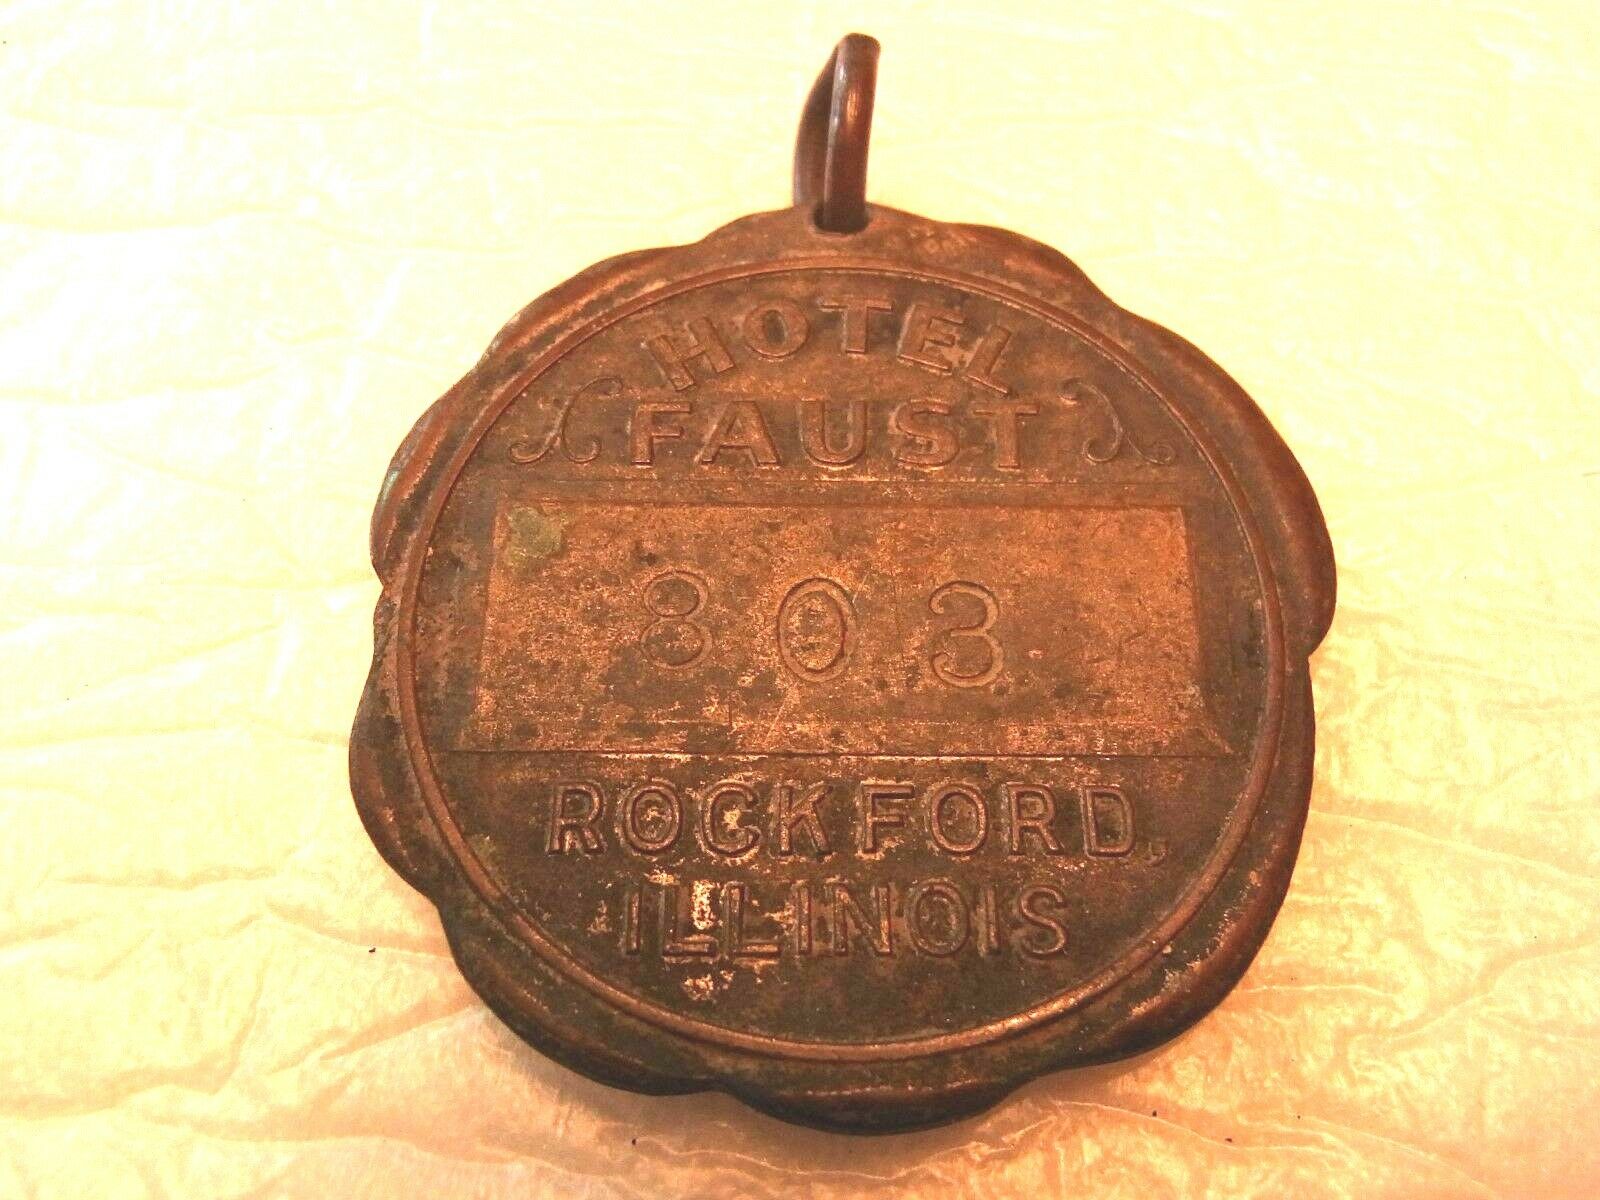 HOTEL
FAUST
803
ROCKFORD,
ILLINOIS